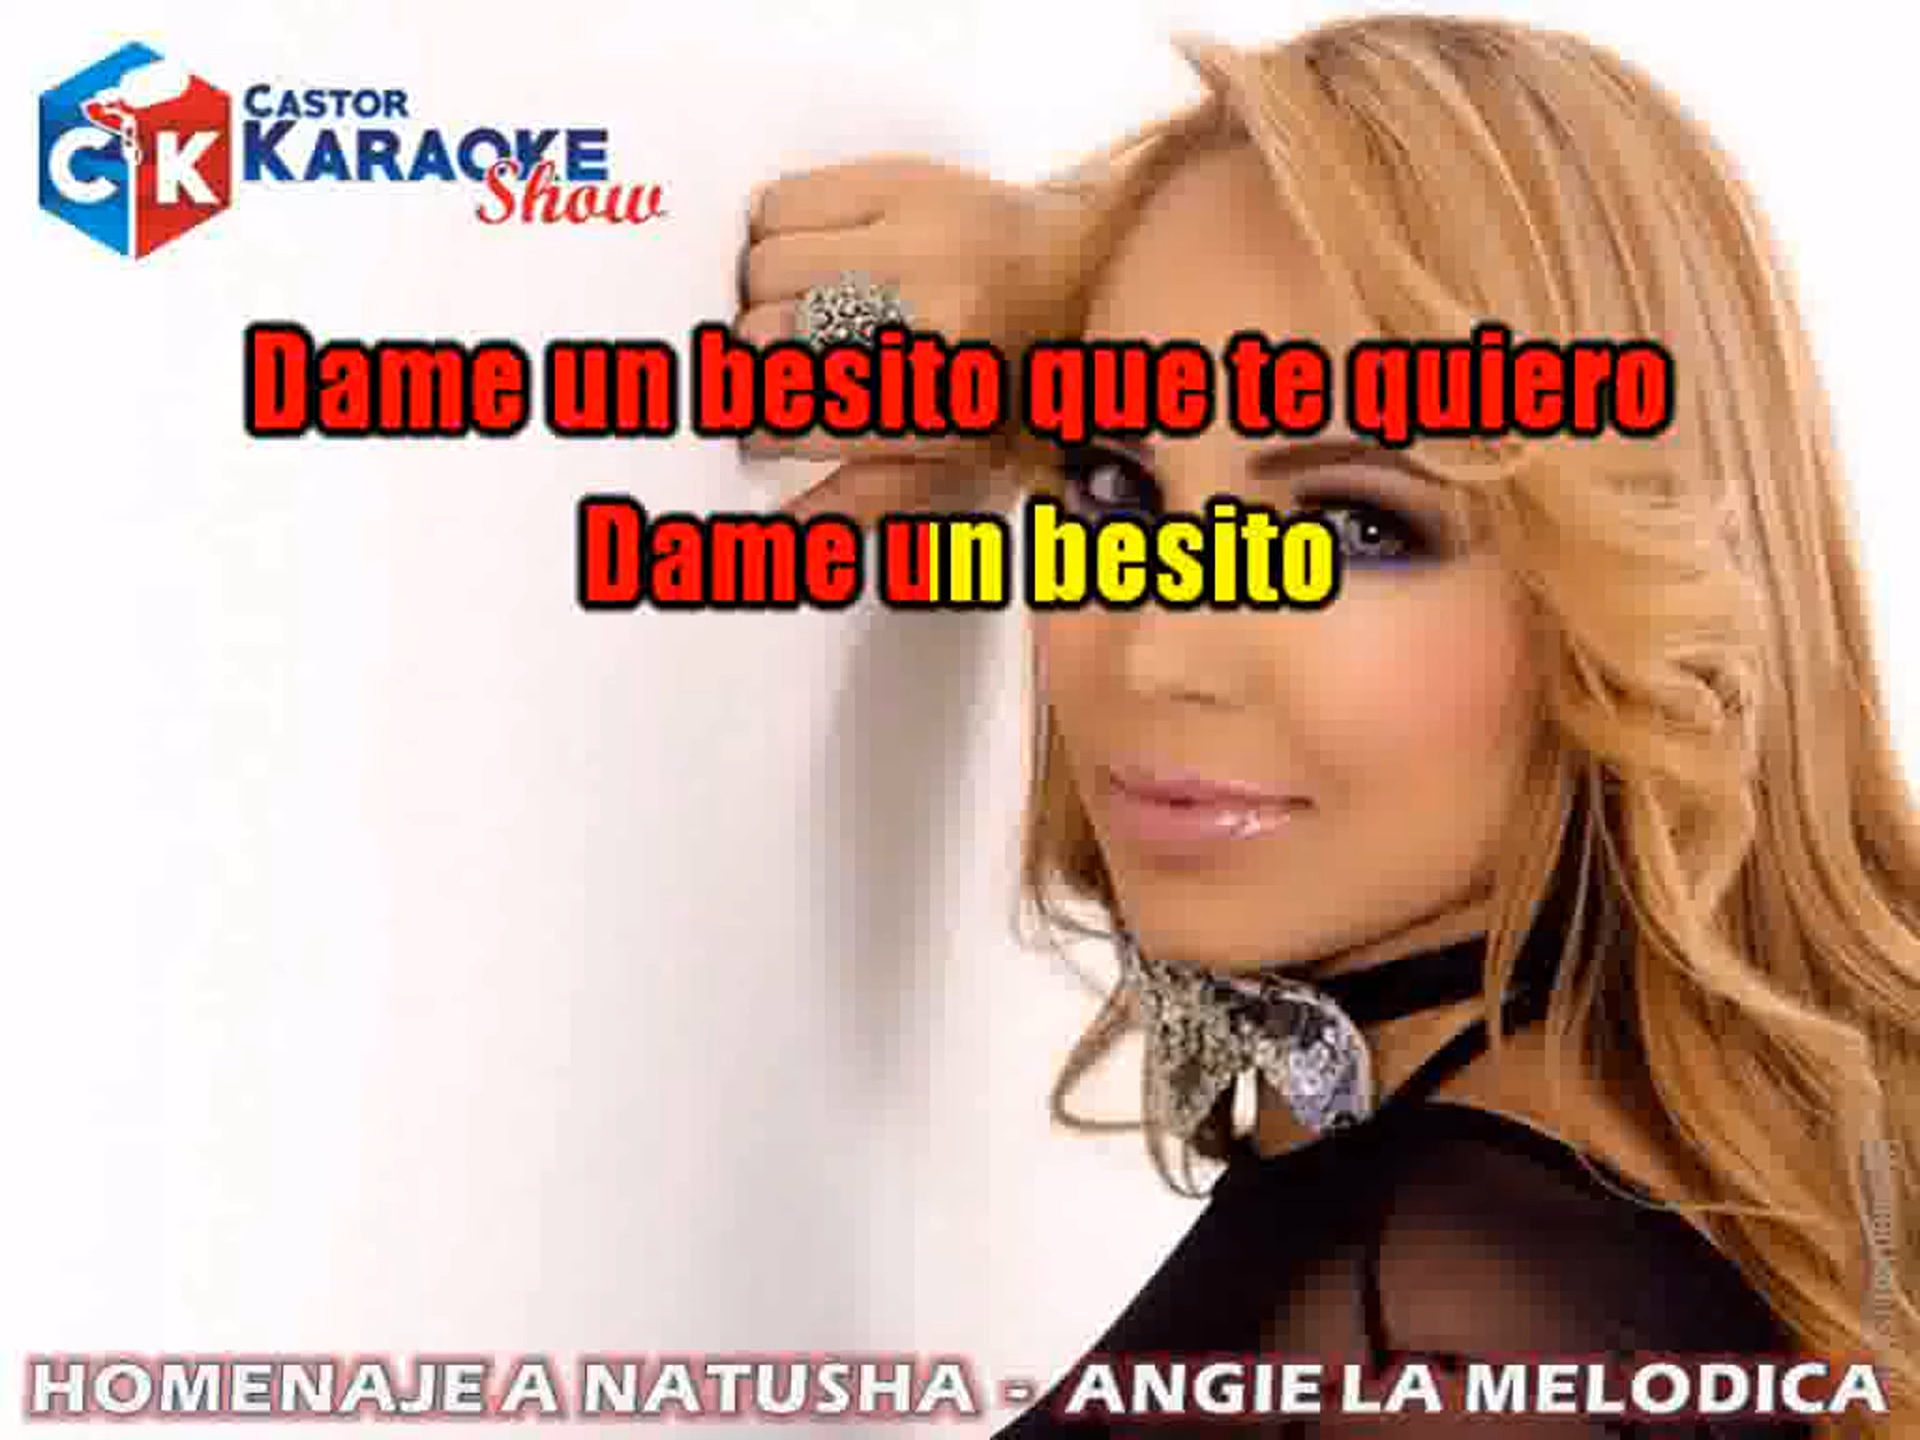 CK
CASTOR
KARAOKE
Show
Dame un besito que te quiero
Dame un besito
HOMENAJE A NATUSHA - ANGIE LA MELODICA